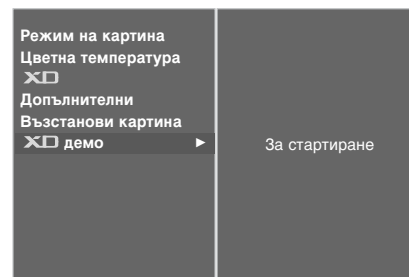 Режим на картина
Цветна температура
XD
Допълнителни
Възстанови картина
XD демо ►
За стартиране